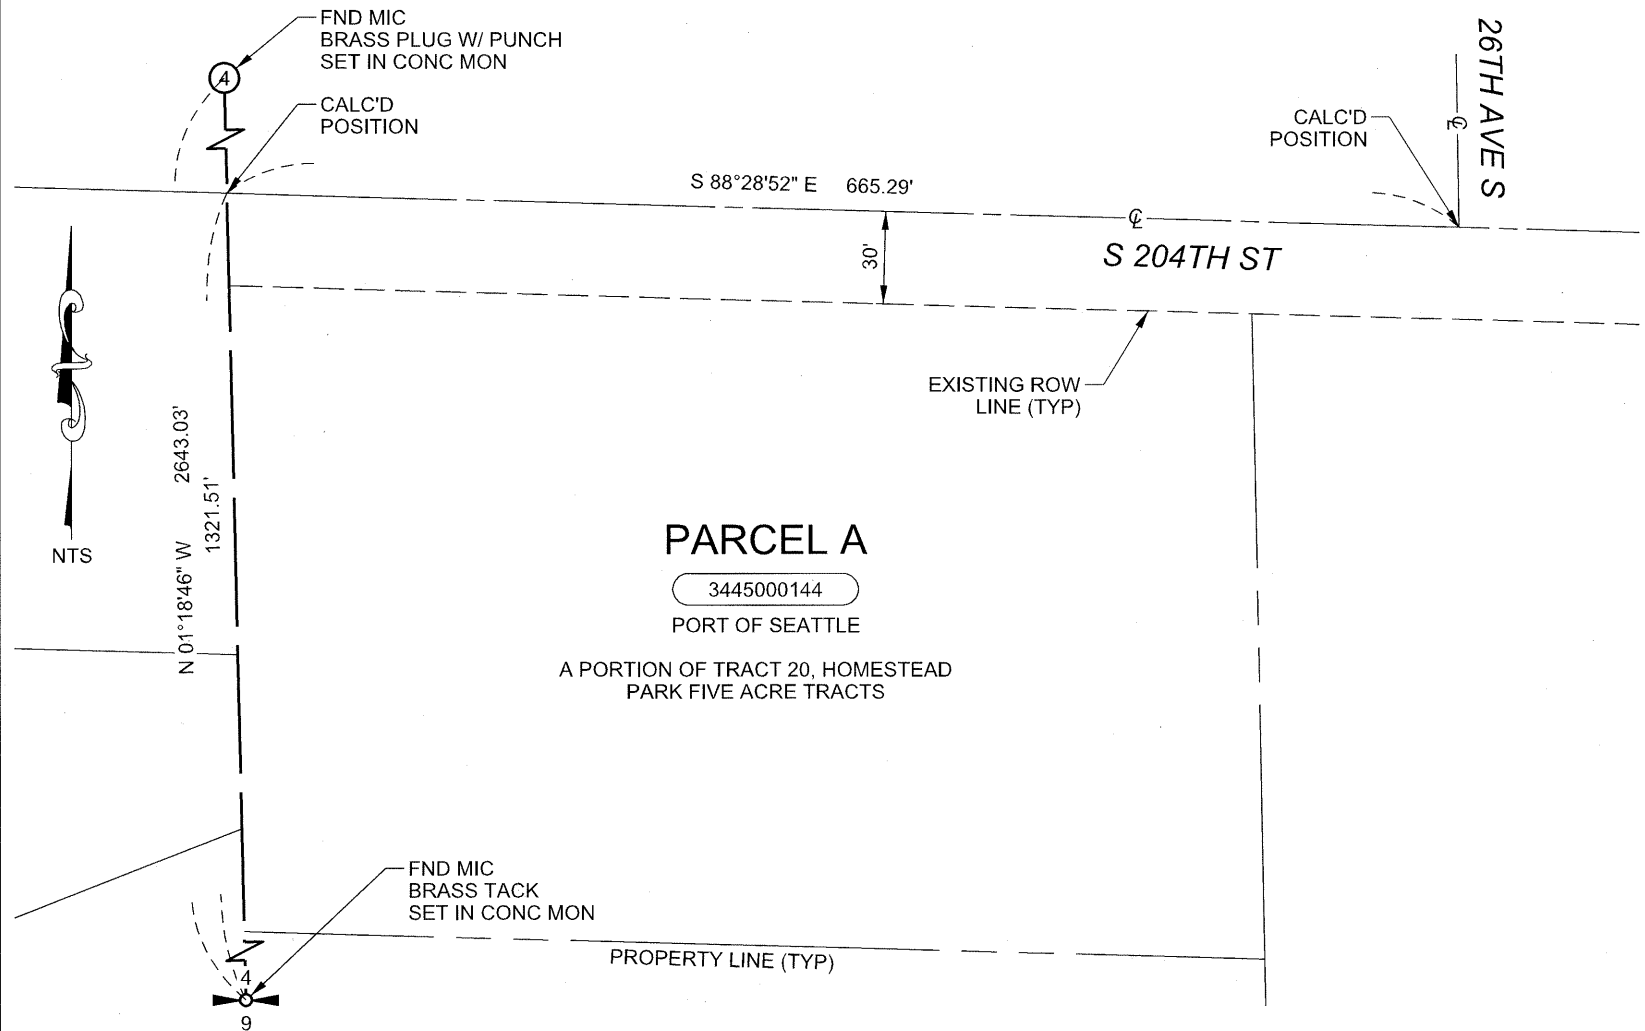 FND MIC
BRASS PLUG W/ PUNCH
SET IN CONC MON
4
CALC'D
POSITION
26TH AVE S
CALC'D
POSITION
℄
S 88°28'52" E 665.29'
℄
30'
S 204TH ST
EXISTING ROW
LINE (TYP)
N 01°18'46" W 2643.03'
1321.51'
NTS
PARCEL A
3445000144
PORT OF SEATTLE
A PORTION OF TRACT 20, HOMESTEAD
PARK FIVE ACRE TRACTS
FND MIC
BRASS TACK
SET IN CONC MON
PROPERTY LINE (TYP)
4
9